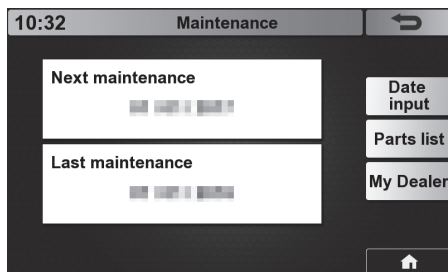 10:32
Maintenance
Next maintenance
Last maintenance
Date
input
Parts list
My Dealer